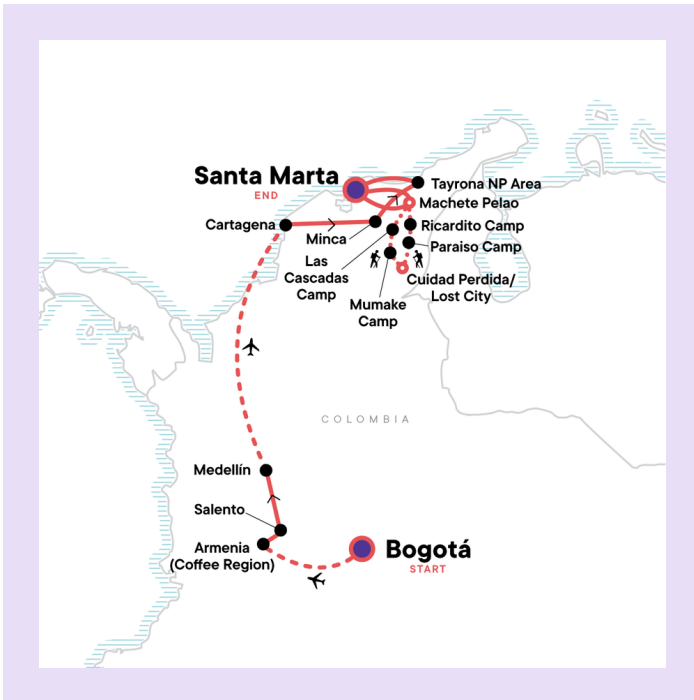 Santa Marta
END
Tayrona NP Area
Machete Pelao
Cartagena
Ricardito Camp
Minca
Paraiso Camp
Las
Cascadas
Camp
Cuidad Perdida/
Lost City
Mumake
Camp
COLOMBIA
Medellín
Salento
Armenia
(Coffee Region)
Bogotá
START